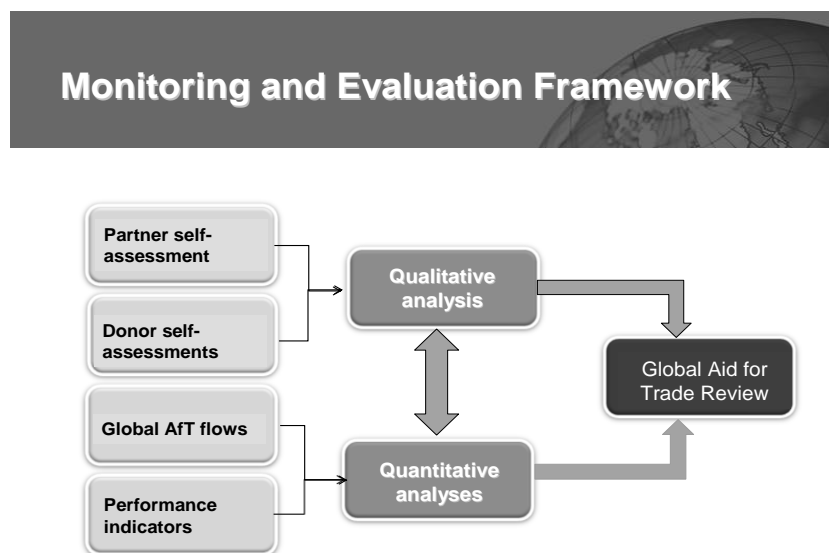 Monitoring and Evaluation Framework
Partner self-
assessment
Donor self-
assessments
Global AfT flows
Performance
indicators
Qualitative
analysis
Quantitative
analyses
Global Aid for
Trade Review